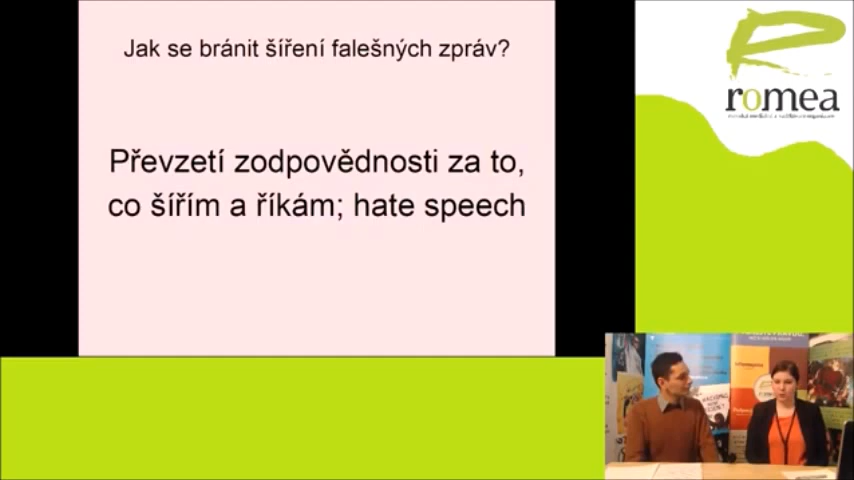 Jak se bránit šíření falešných zpráv?
Převzetí zodpovědnosti za to,
co šířím a říkám; hate speech
romea